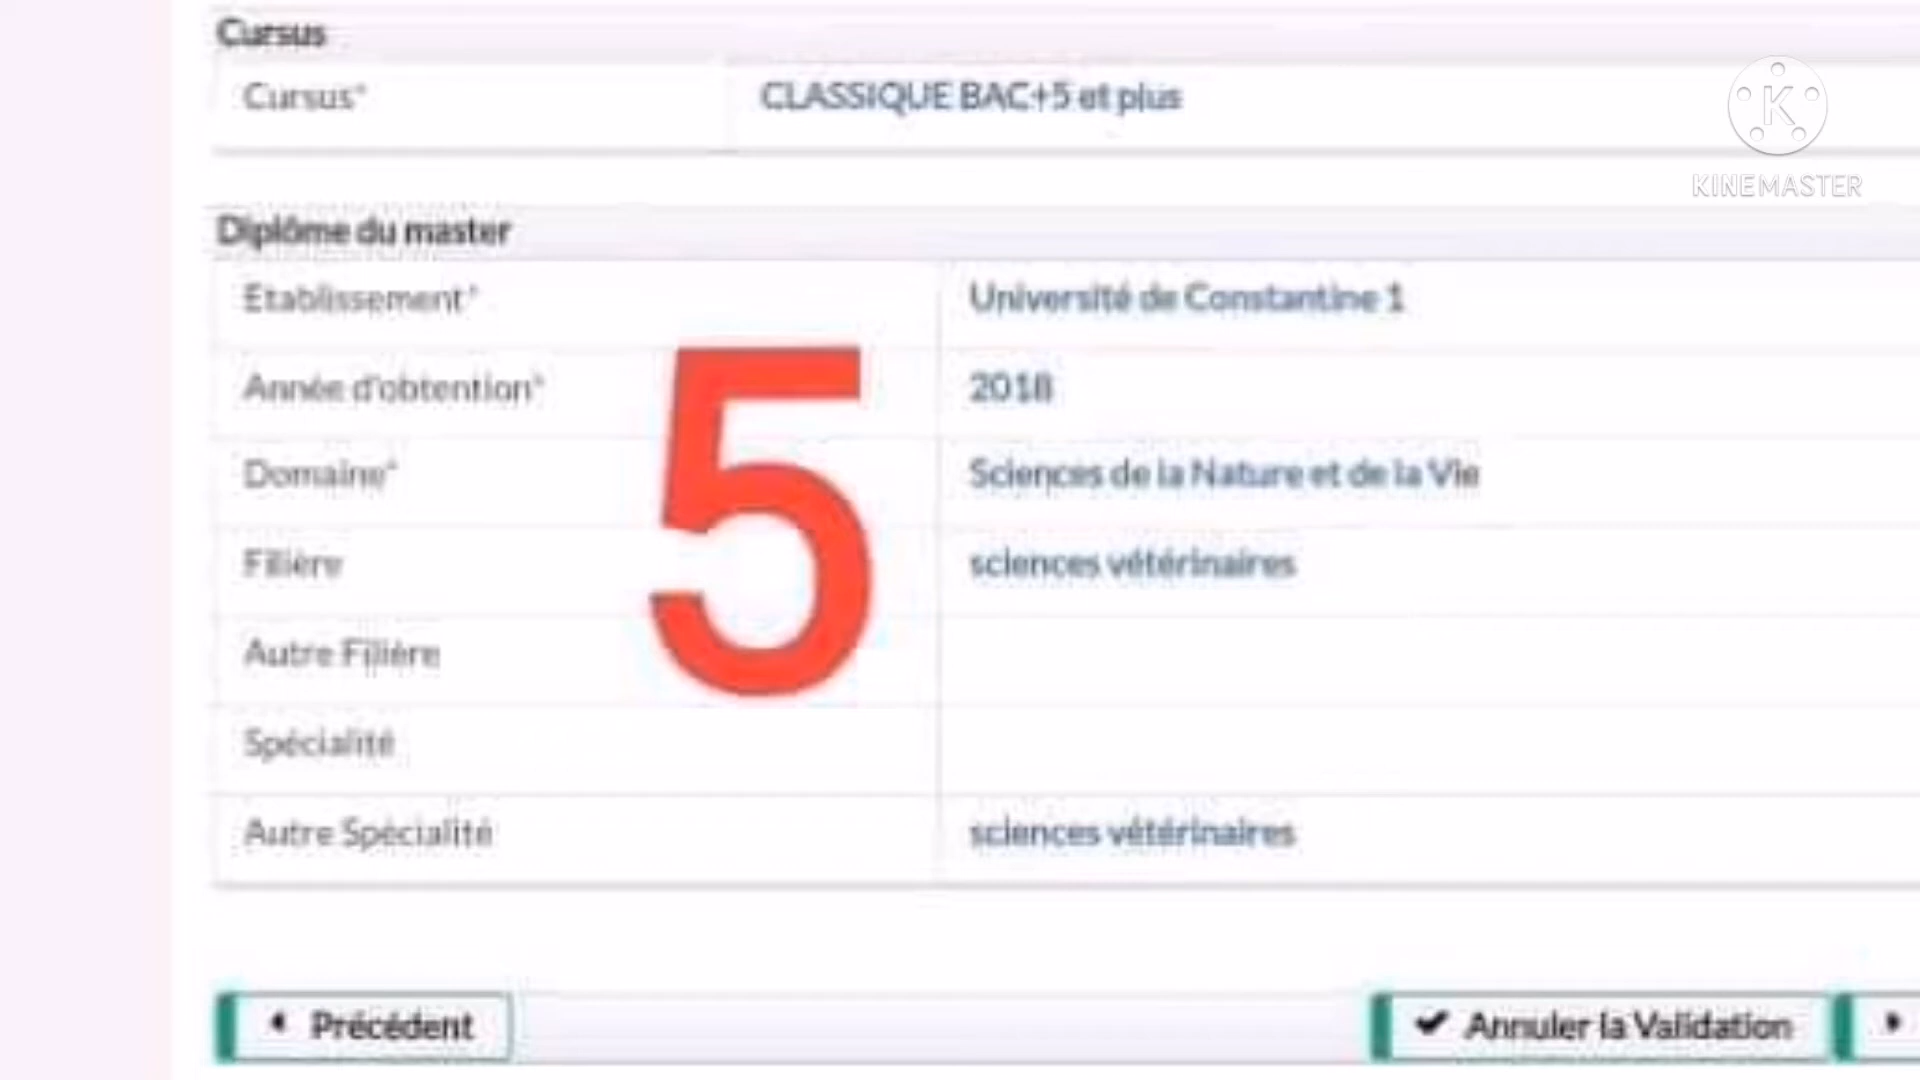 Cursus
Cursus* CLASSIQUE BAC+5 et plus
KINEMASTER
Diplôme du master
Etablissement* Université de Constantine 1
Année d'obtention* 2018
Domaine* Sciences de la Nature et de la Vie
Filière sciences vétérinaires
5
Autre Filière
Spécialité
Autre Spécialité sciences vétérinaires
Précédent Annuler la Validation